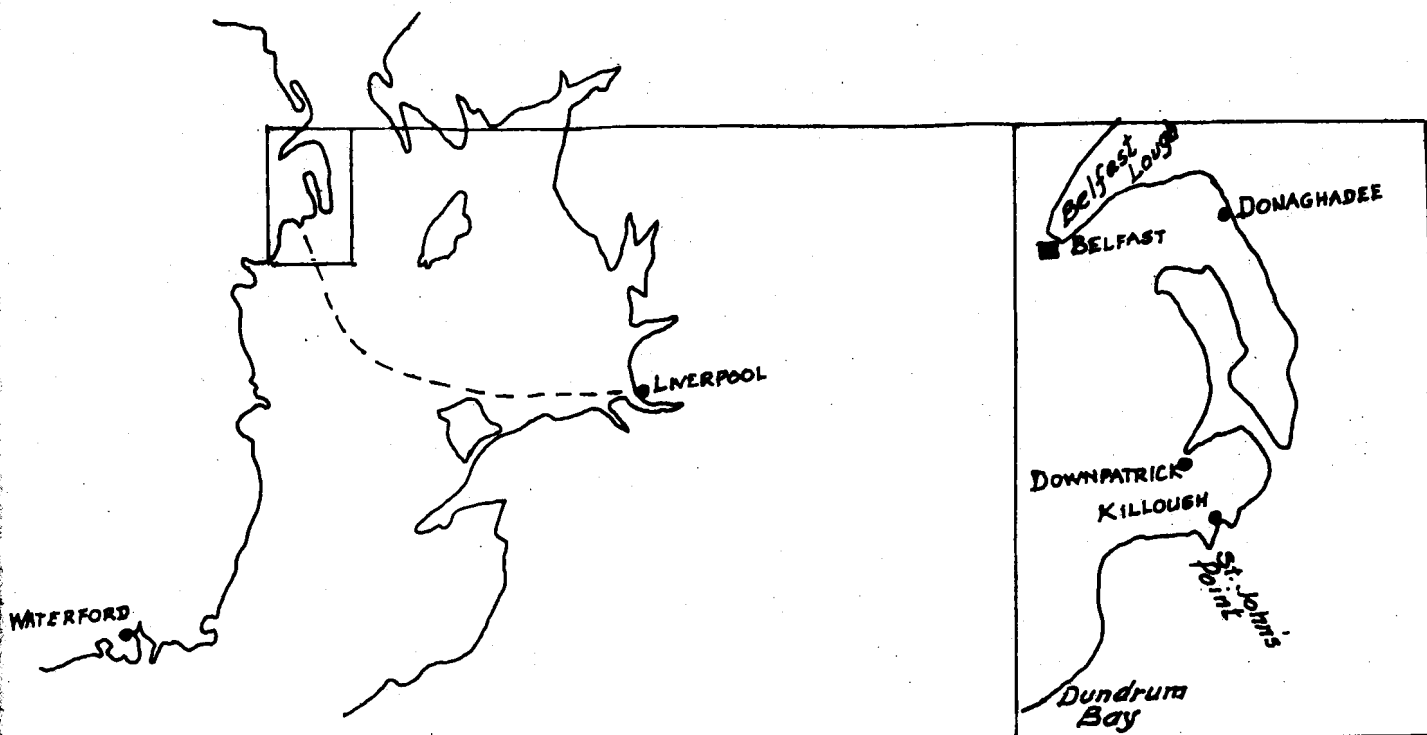 Belfast
Lough
DONAGHADEE
BELFAST
LIVERPOOL
DOWNPATRICK
KILLOUGH
St. John's
Point
WATERFORD
Dundrum
Bay